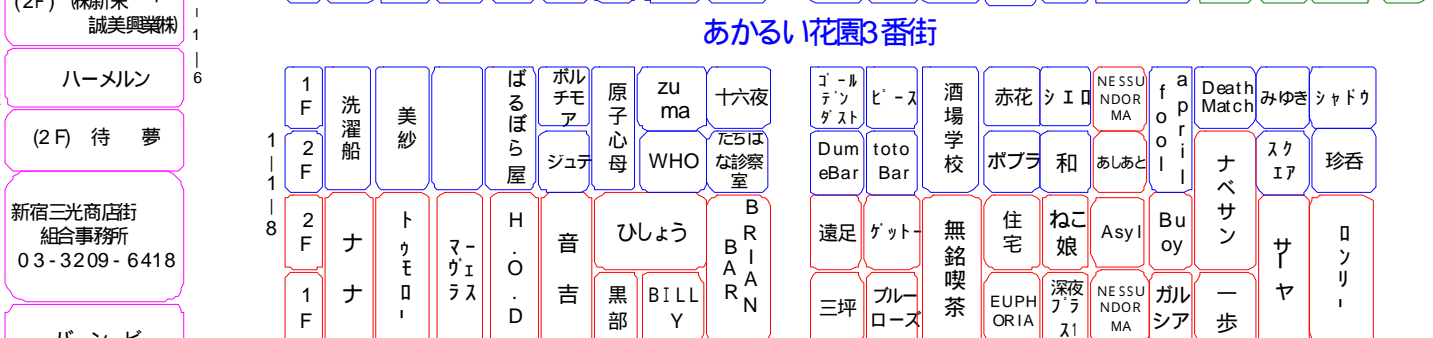 (2F) ㈱新未
誠美興業㈱
1
|
6
ハーメルン
(2F) 待 夢
新宿三光商店街
組合事務所
03-3209-6418
あかるい花園3番街
1|1|8
1F
洗濯船
美紗
ばるぼら屋
ボルチモア
原子心母
zuma
十六夜
ゴールデンダスト
ピース
酒場学校
赤花
シエロ
NESSUNDORMA
april fool
Death Match
みゆき
シャドウ
2F
ジュテ
WHO
たちばな診察室
DumeBar
toto Bar
ボブラ
和
あしあと
ナベサン
スクエア
珍呑
2F
ナナ
トゥモロー
マーヴェラス
H.O.D
音吉
ひしょう
BRIAN BAR
遠足
ゲットー
無銘喫茶
住宅
ねこ娘
Asyl
Buoy
サーヤ
ロンリー
1F
黒部
BILLY
三坪
ブルーローズ
EUPHORIA
深夜プラス1
NESSUNDORMA
ガルシア
一歩